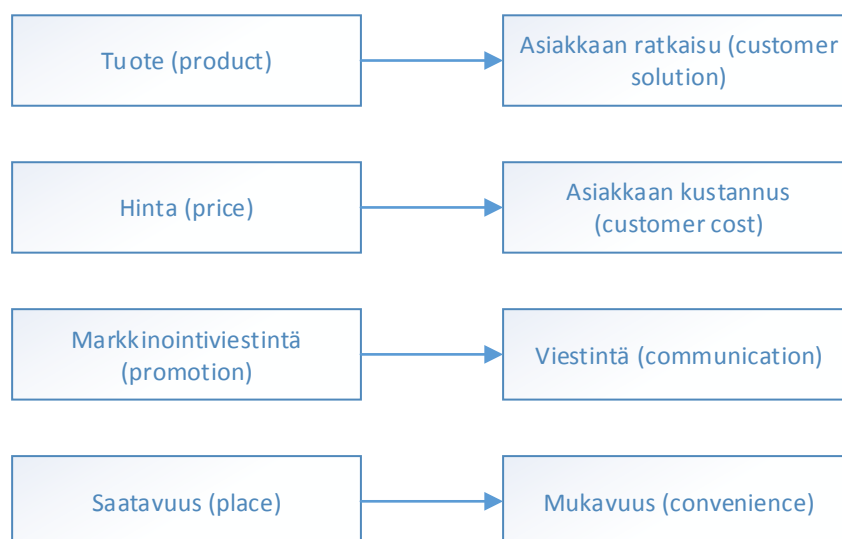 Tuote (product)
Asiakkaan ratkaisu (customer
solution)
Hinta (price)
Asiakkaan kustannus
(customer cost)
Markkinointiviestintä
(promotion)
Viestintä (communication)
Saatavuus (place)
Mukavuus (convenience)